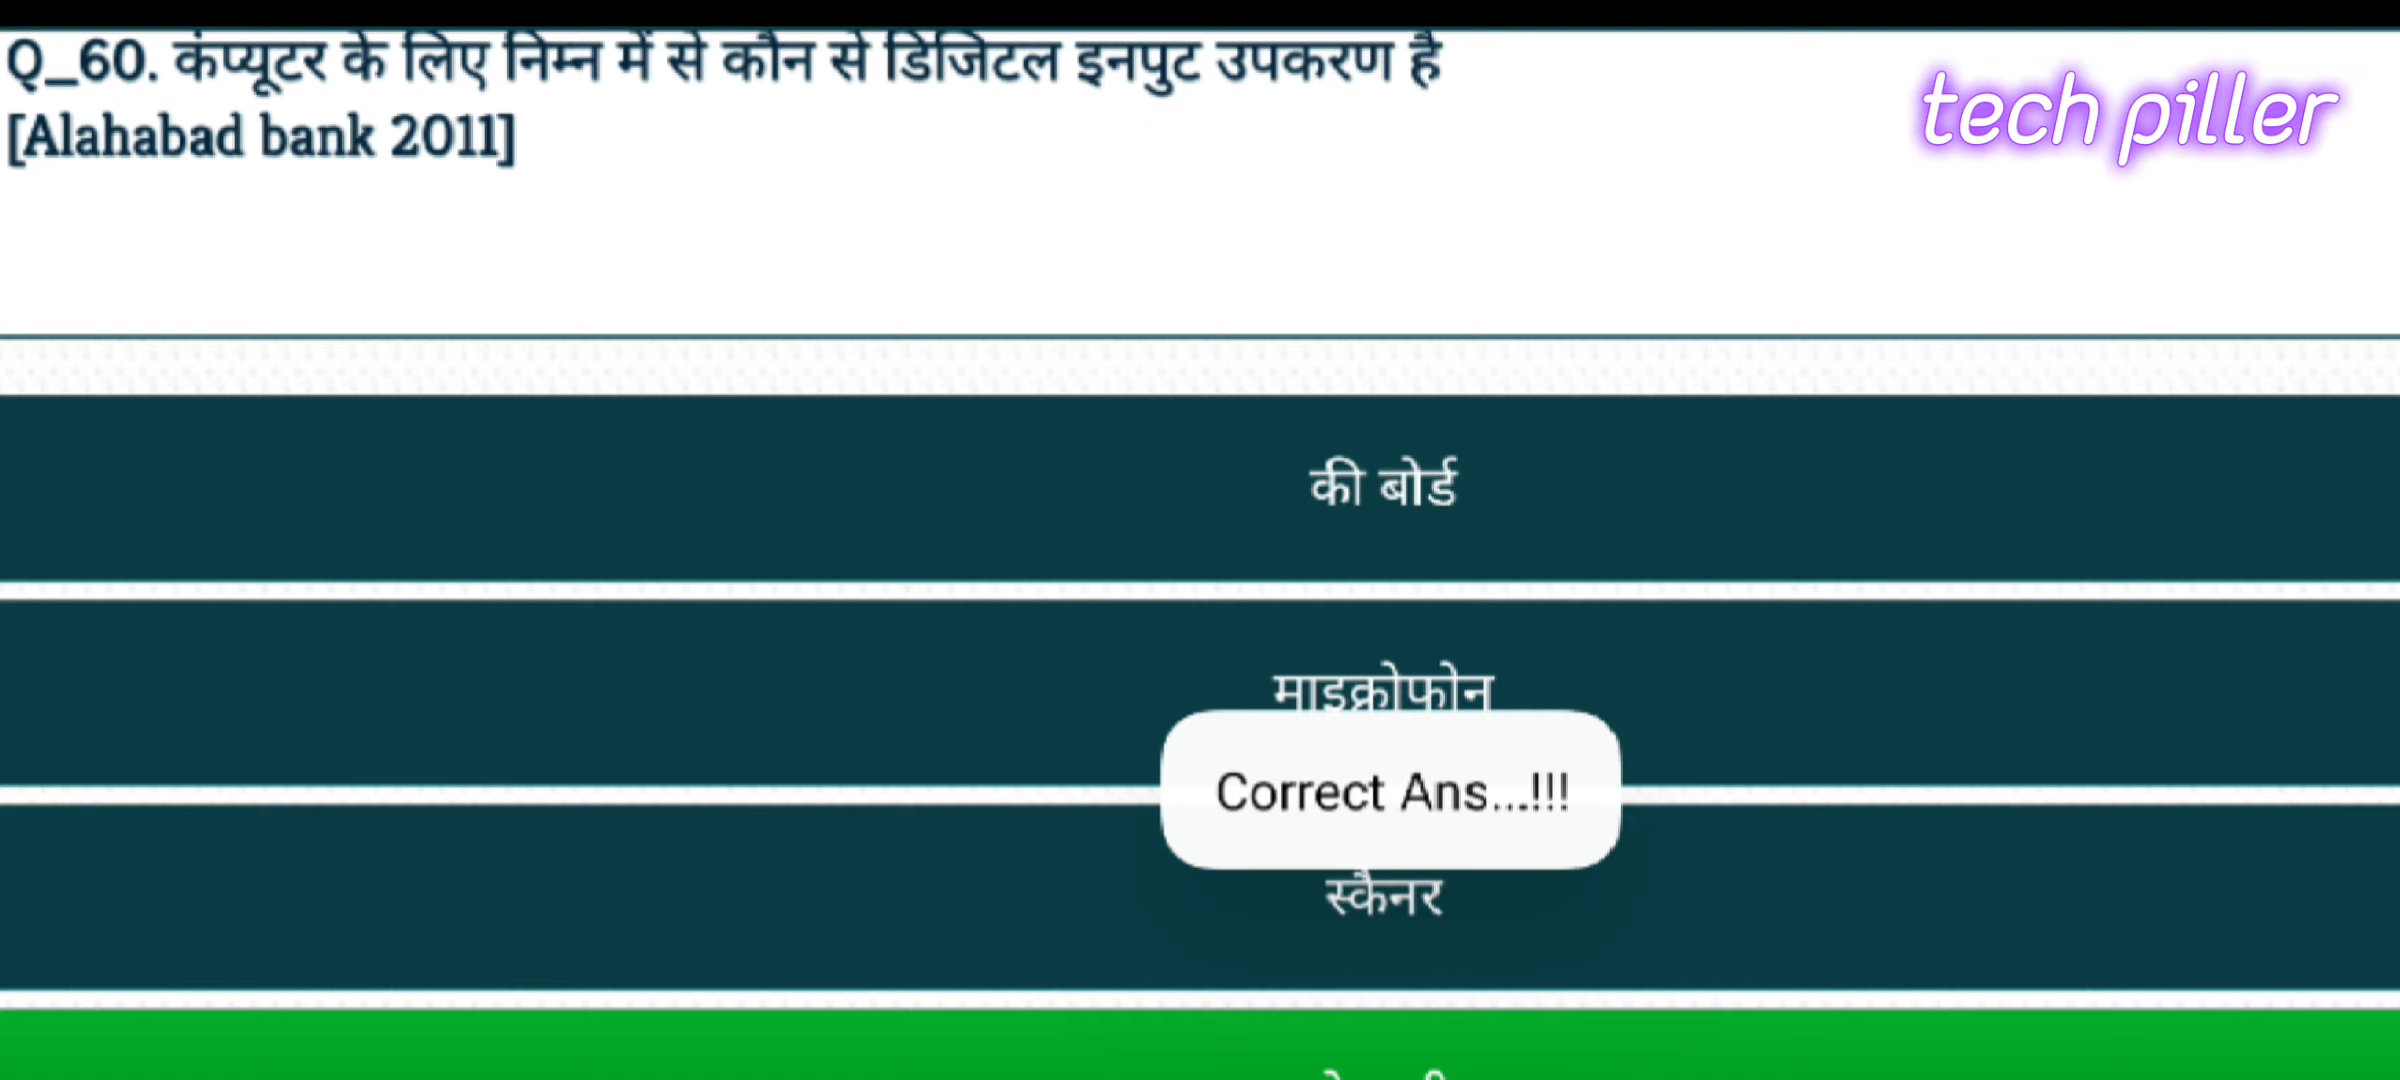 Q_60. कंप्यूटर के लिए निम्न में से कौन से डिजिटल इनपुट उपकरण है
[Alahabad bank 2011]
tech piller
की बोर्ड
माइक्रोफोन
Correct Ans...!!!
स्कैनर